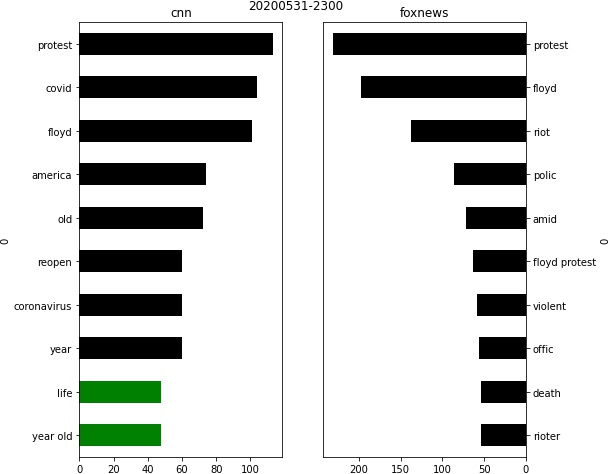 20200531-2300
cnn
foxnews
protest
covid
floyd
america
old
reopen
coronavirus
year
life
year old
0
0 20 40 60 80 100
protest
floyd
riot
polic
amid
floyd protest
violent
offic
death
rioter
0
200 150 100 50 0